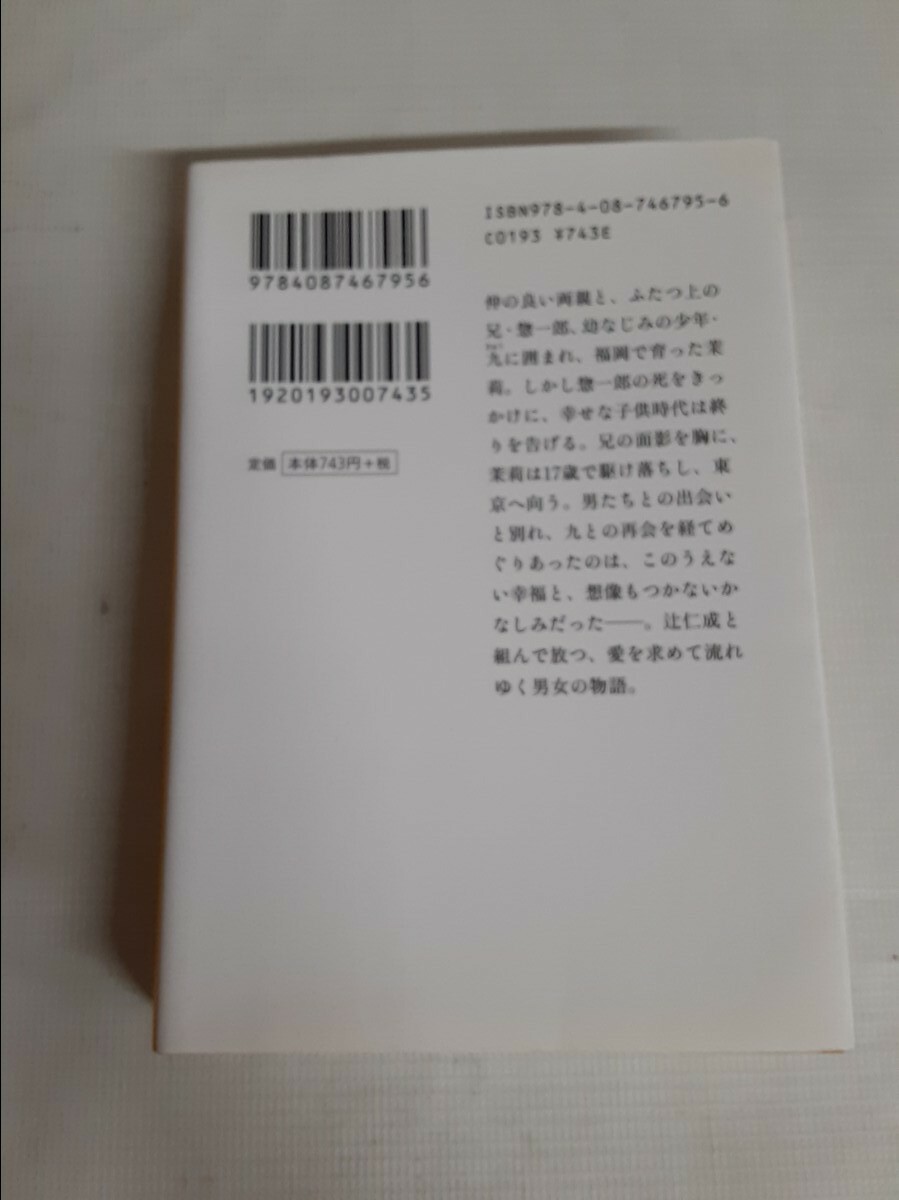 9784087467956
1920193007435
定価 本体743円+税
ISBN978-4-08-746795-6
C0193 ¥743E
仲の良い両親と、ふたつ上の
兄・惣一郎、幼なじみの少年・
九に囲まれ、福岡で育った茉
莉。しかし惣一郎の死をきっ
かけに、幸せな子供時代は終
りを告げる。兄の面影を胸に、
茉莉は17歳で駆け落ちし、東
京へ向う。男たちとの出会い
と別れ、九との再会を経てめ
ぐりあったのは、このうえな
い幸福と、想像もつかないか
なしみだった――。辻仁成と
組んで放つ、愛を求めて流れ
ゆく男女の物語。